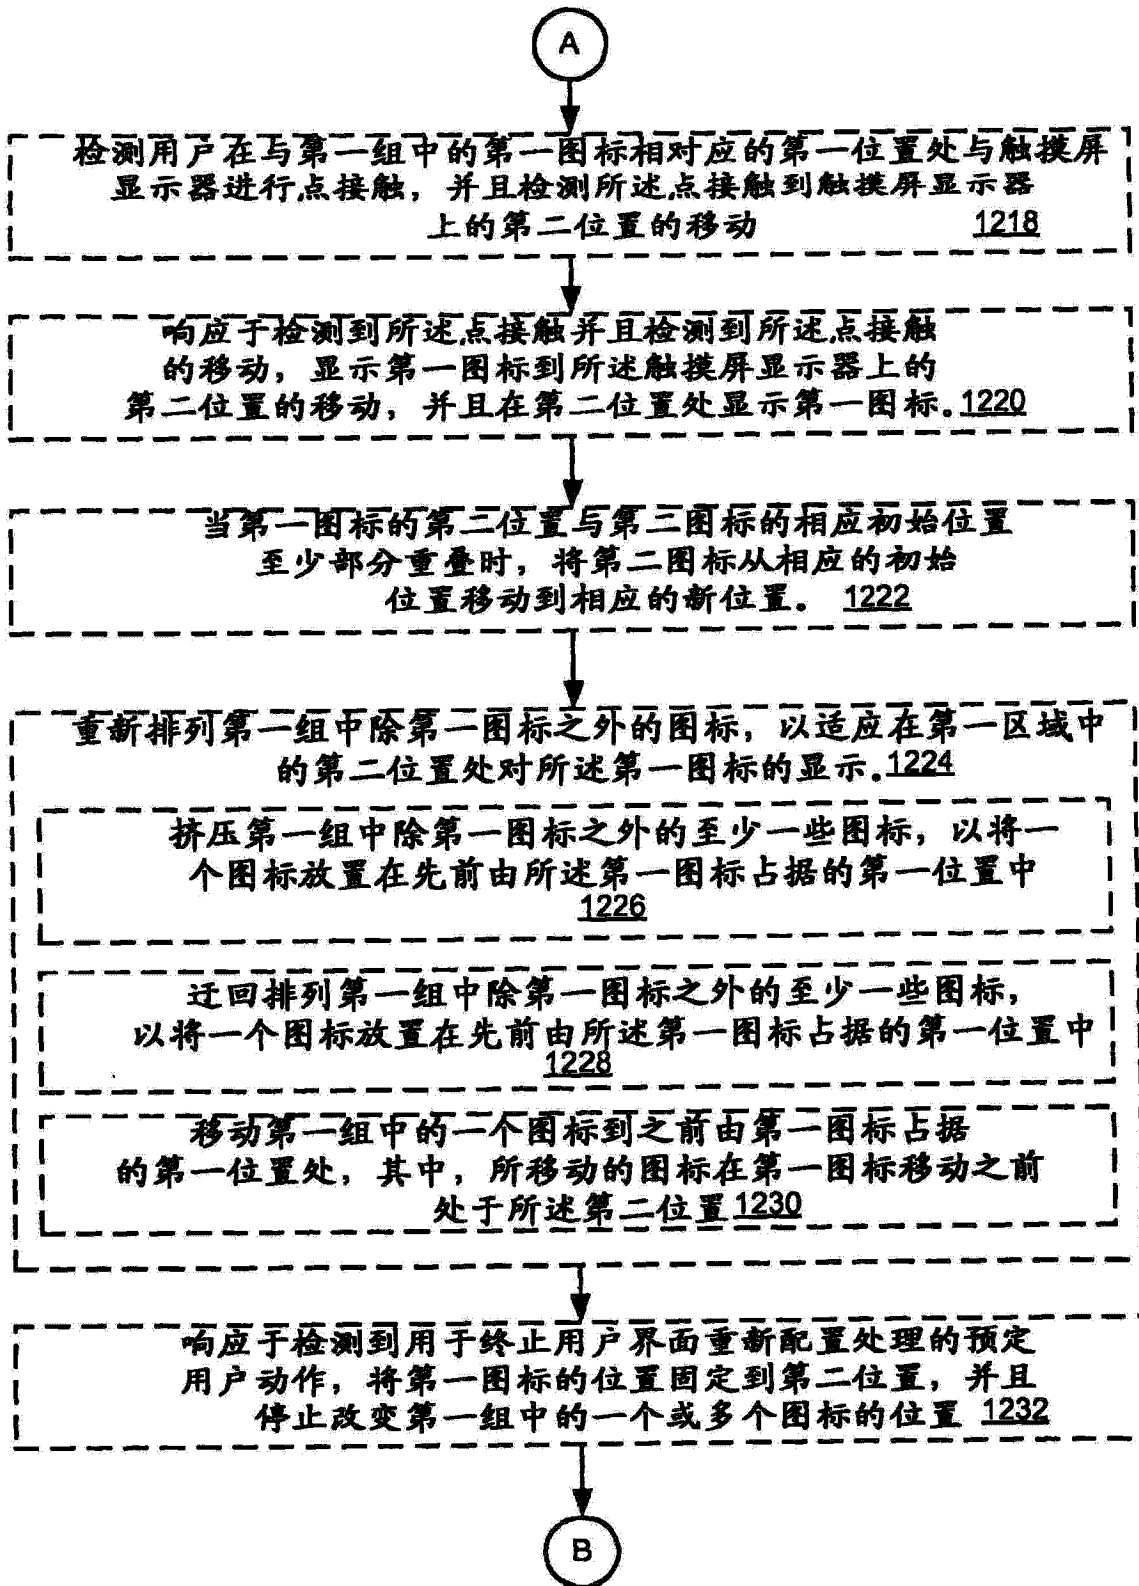 A
检测用户在与第一组中的第一图标相对应的第一位置处与触摸屏
显示器进行点接触，并且检测所述点接触到触摸屏显示器
上的第二位置的移动 1218
响应于检测到所述点接触并且检测到所述点接触
的移动，显示第一图标到所述触摸屏显示器上的
第二位置的移动，并且在第二位置处显示第一图标。1220
当第一图标的第二位置与第二图标的相应初始位置
至少部分重叠时，将第二图标从相应的初始
位置移动到相应的新位置。 1222
重新排列第一组中除第一图标之外的图标，以适应在第一区域中
的第二位置处对所述第一图标的显示。1224
挤压第一组中除第一图标之外的至少一些图标，以将一
个图标放置在先前由所述第一图标占据的第一位置中
1226
迂回排列第一组中除第一图标之外的至少一些图标，
以将一个图标放置在先前由所述第一图标占据的第一位置中
1228
移动第一组中的一个图标到之前由第一图标占据
的第一位置处，其中，所移动的图标在第一图标移动之前
处于所述第二位置 1230
响应于检测到用于终止用户界面重新配置处理的预定
用户动作，将第一图标的位置固定到第二位置，并且
停止改变第一组中的一个或多个图标的位置 1232
B